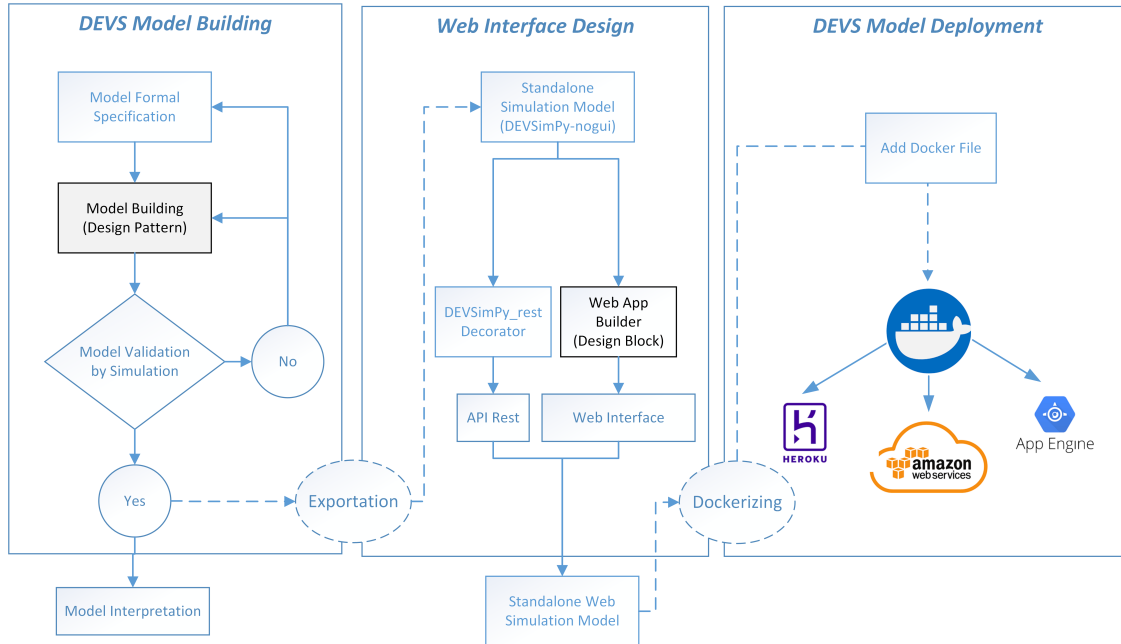 DEVS Model Building
Model Formal
Specification
Model Building
(Design Pattern)
Model Validation
by Simulation
No
Yes
Model Interpretation
Exportation
Web Interface Design
Standalone
Simulation Model
(DEVSimPy-nogui)
DEVSimPy_rest
Decorator
Web App
Builder
(Design Block)
API Rest
Web Interface
Standalone Web
Simulation Model
Dockerizing
DEVS Model Deployment
Add Docker File
HEROKU
amazon
web services
App Engine